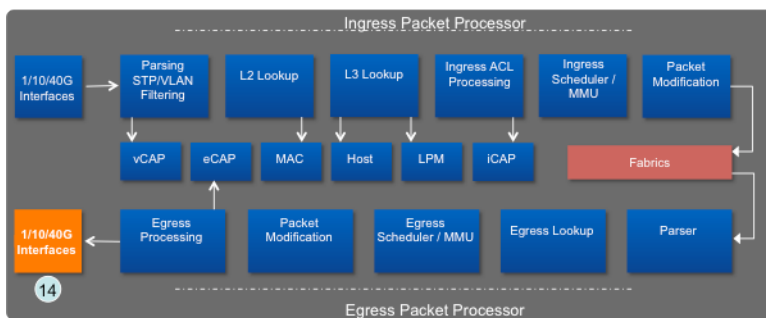 Ingress Packet Processor
1/10/40G
Interfaces
Parsing
STP/VLAN
Filtering
L2 Lookup
L3 Lookup
Ingress ACL
Processing
Ingress
Scheduler /
MMU
Packet
Modification
vCAP
eCAP
MAC
Host
LPM
iCAP
Fabrics
1/10/40G
Interfaces
Egress
Processing
Packet
Modification
Egress
Scheduler / MMU
Egress Lookup
Parser
14
Egress Packet Processor